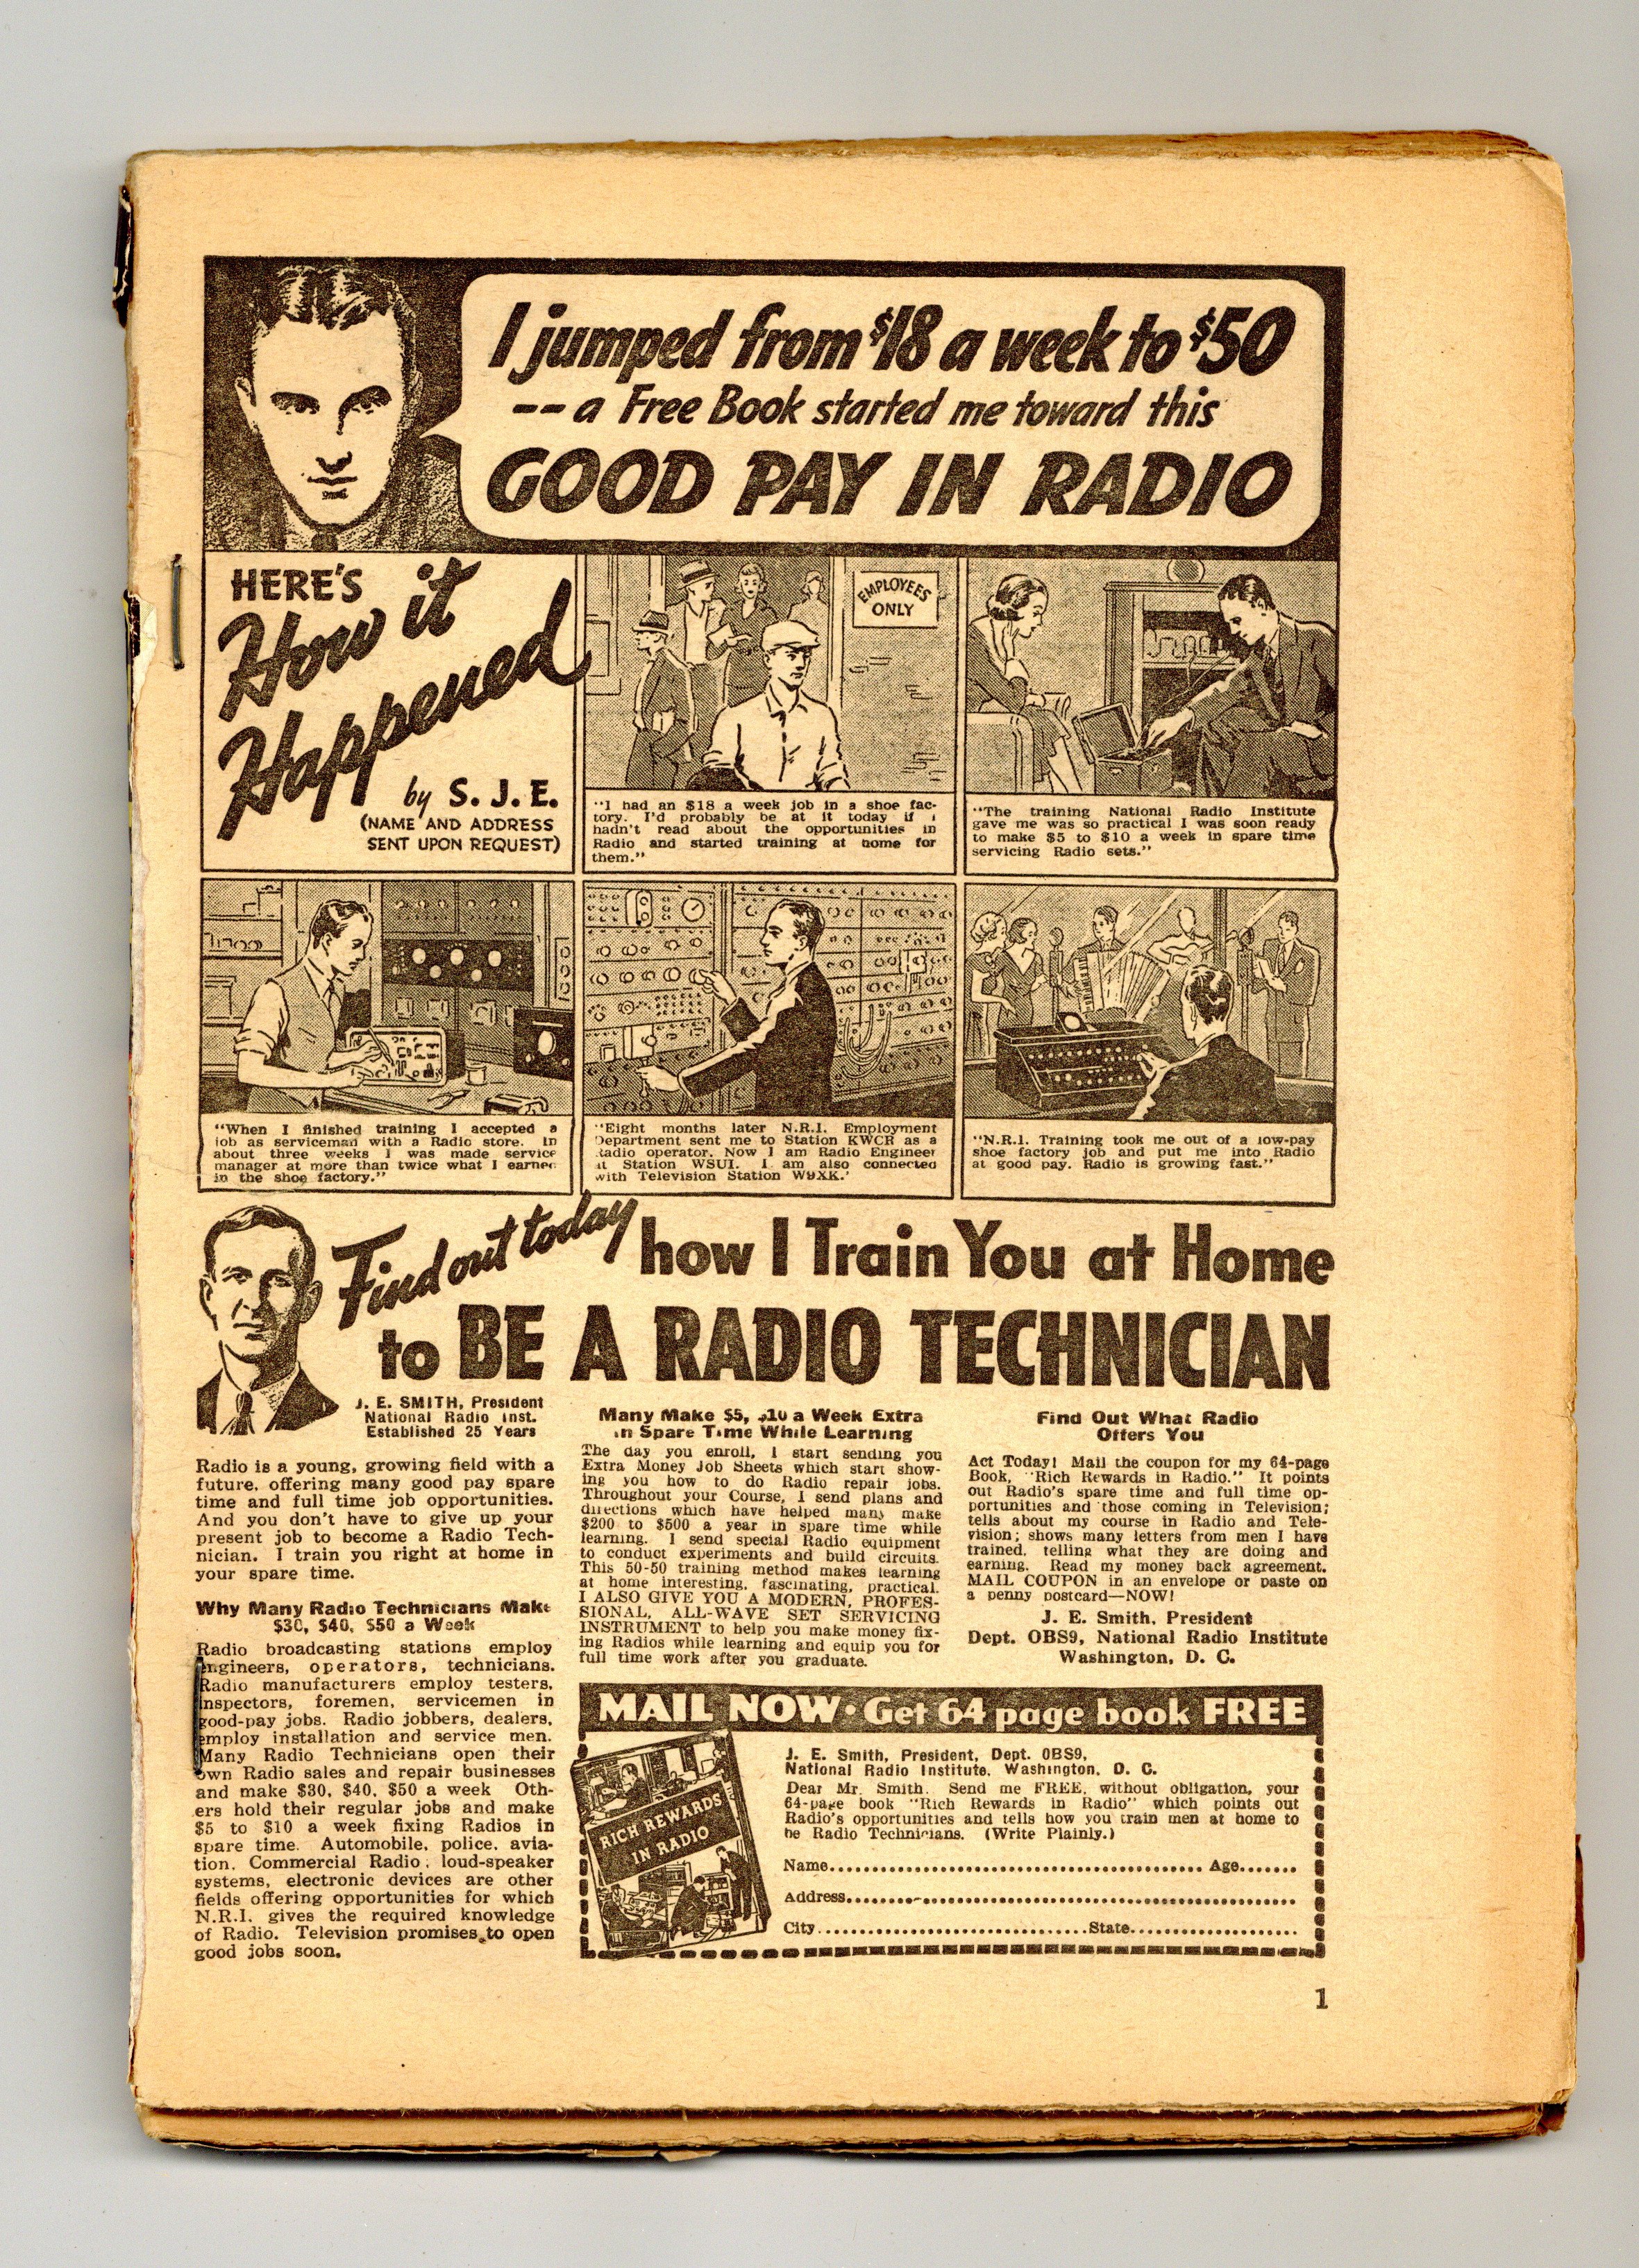 I jumped from $18 a week to $50
-- a Free Book started me toward this
GOOD PAY IN RADIO
HERE'S
How it
Happened
by S. J. E.
(NAME AND ADDRESS
SENT UPON REQUEST)
EMPLOYEES
ONLY
"I had an $18 a week job in a shoe fac-
tory. I'd probably be at it today if I
hadn't read about the opportunities in
Radio and started training at home for
them."
"The training National Radio Institute
gave me was so practical I was soon ready
to make $5 to $10 a week in spare time
servicing Radio sets."
"When I finished training I accepted a
job as serviceman with a Radio store. In
about three weeks I was made service
manager at more than twice what I earned
in the shoe factory."
"Eight months later N.R.I. Employment
Department sent me to Station KWCR as a
Radio operator. Now I am Radio Engineer
at Station WSUI. I am also connected
with Television Station W9XK."
"N.R.I. Training took me out of a low-pay
shoe factory job and put me into Radio
at good pay. Radio is growing fast."
Find out today how I Train You at Home
to BE A RADIO TECHNICIAN
J. E. SMITH, President
National Radio Inst.
Established 25 Years
Radio is a young, growing field with a
future, offering many good pay spare
time and full time job opportunities.
And you don't have to give up your
present job to become a Radio Tech-
nician. I train you right at home in
your spare time.
Why Many Radio Technicians Make
$30, $40, $50 a Week
Radio broadcasting stations employ
engineers, operators, technicians.
Radio manufacturers employ testers,
inspectors, foremen, servicemen in
good-pay jobs. Radio jobbers, dealers,
employ installation and service men.
Many Radio Technicians open their
own Radio sales and repair businesses
and make $30, $40, $50 a week Oth-
ers hold their regular jobs and make
$5 to $10 a week fixing Radios in
spare time. Automobile, police, avia-
tion, Commercial Radio; loud-speaker
systems, electronic devices are other
fields offering opportunities for which
N.R.I. gives the required knowledge
of Radio. Television promises to open
good jobs soon.
Many Make $5, $10 a Week Extra
in Spare Time While Learning
The day you enroll, I start sending you
Extra Money Job Sheets which start show-
ing you how to do Radio repair jobs.
Throughout your Course, I send plans and
directions which have helped many make
$200 to $500 a year in spare time while
learning. I send special Radio equipment
to conduct experiments and build circuits.
This 50-50 training method makes learning
at home interesting, fascinating, practical.
I ALSO GIVE YOU A MODERN, PROFES-
SIONAL, ALL-WAVE SET SERVICING
INSTRUMENT to help you make money fix-
ing Radios while learning and equip you for
full time work after you graduate.
Find Out What Radio
Offers You
Act Today! Mail the coupon for my 64-page
Book, "Rich Rewards in Radio." It points
out Radio's spare time and full time op-
portunities and those coming in Television;
tells about my course in Radio and Tele-
vision; shows many letters from men I have
trained, telling what they are doing and
earning. Read my money back agreement.
MAIL COUPON in an envelope or paste on
a penny postcard—NOW!
J. E. Smith, President
Dept. OBS9, National Radio Institute
Washington, D. C.
MAIL NOW • Get 64 page book FREE
RICH REWARDS
IN RADIO
J. E. Smith, President, Dept. OBS9,
National Radio Institute, Washington, D. C.
Dear Mr. Smith. Send me FREE, without obligation, your
64-page book "Rich Rewards in Radio" which points out
Radio's opportunities and tells how you train men at home to
be Radio Technicians. (Write Plainly.)
Name.......................................... Age.......
Address..................................................
City..............................State....................
1